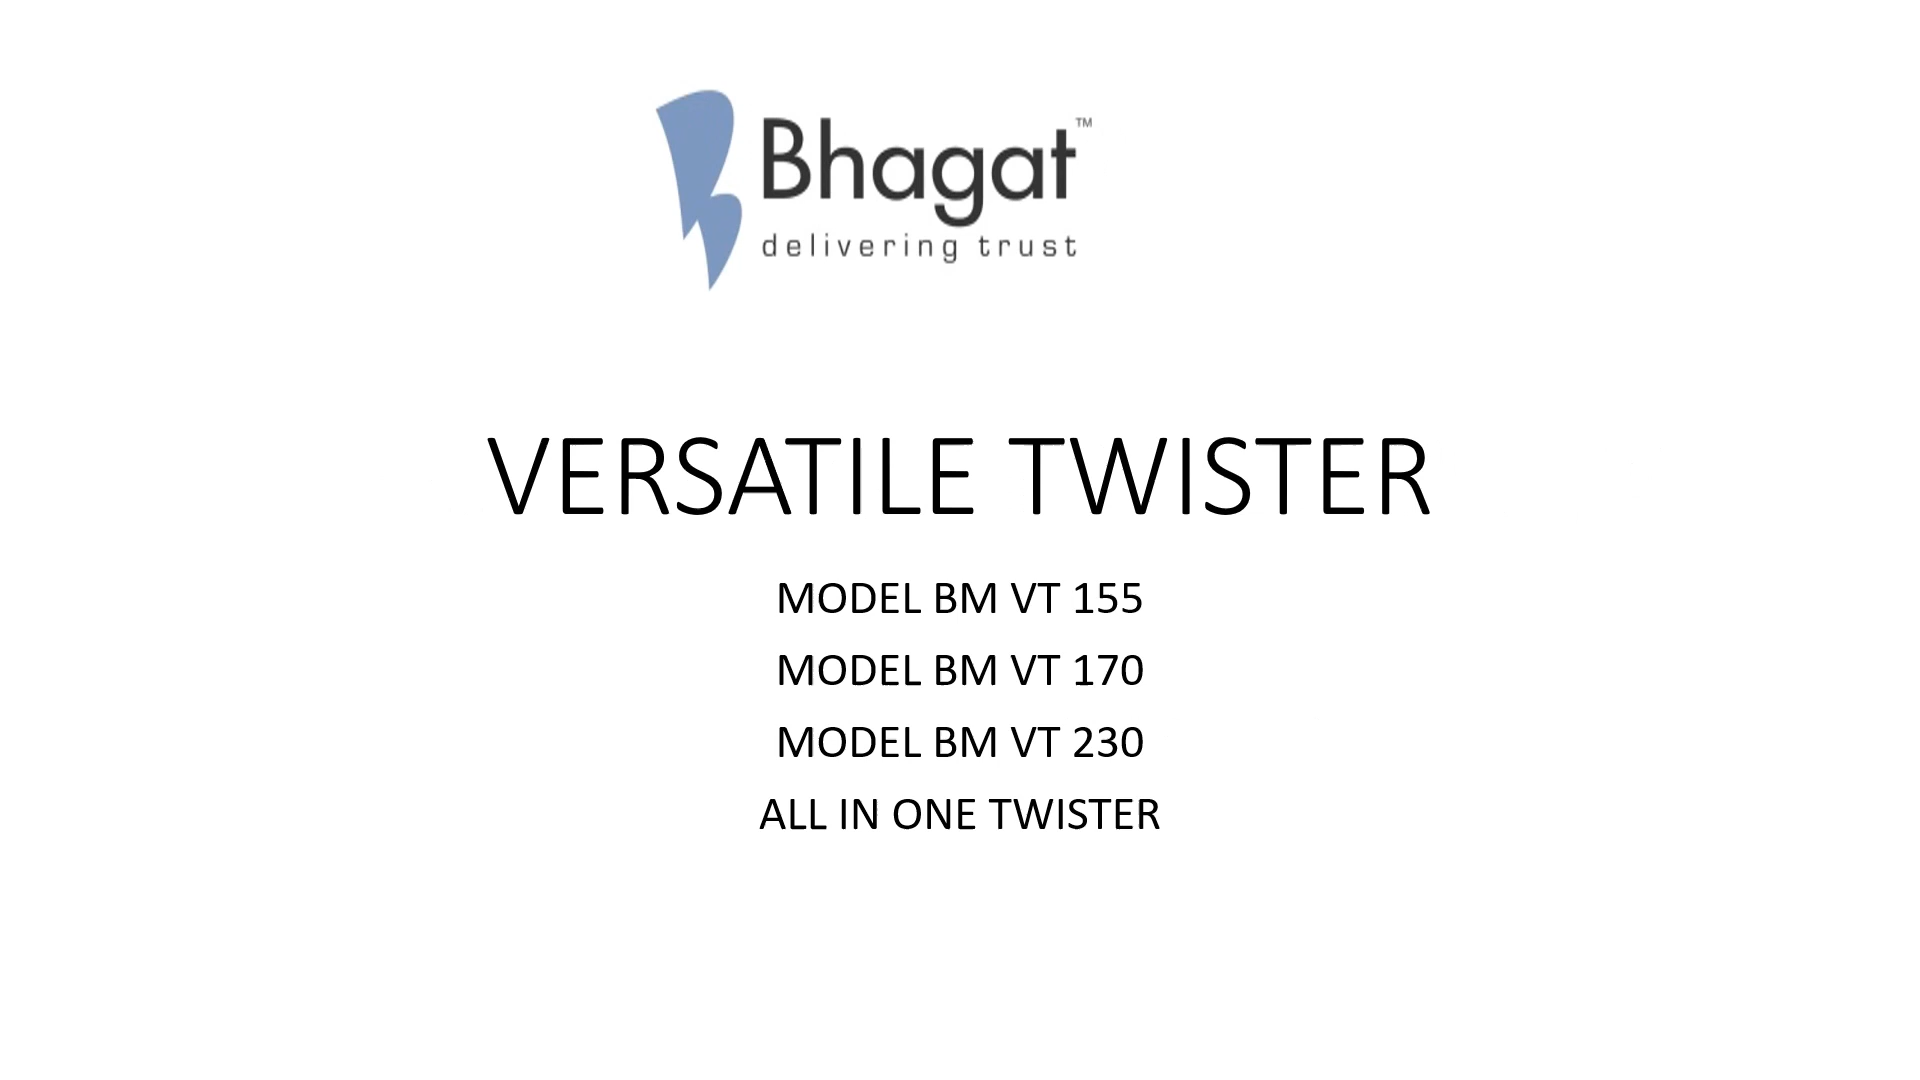 Bhagat™
delivering trust
VERSATILE TWISTER
MODEL BM VT 155
MODEL BM VT 170
MODEL BM VT 230
ALL IN ONE TWISTER